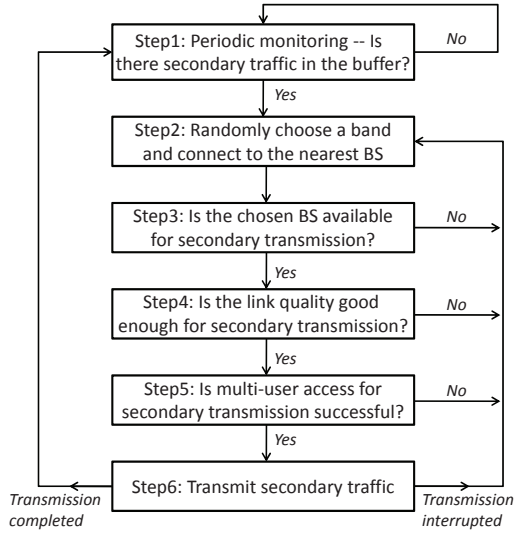 Step1: Periodic monitoring -- Is
there secondary traffic in the buffer?
No
Yes
Step2: Randomly choose a band
and connect to the nearest BS
Step3: Is the chosen BS available
for secondary transmission?
No
Yes
Step4: Is the link quality good
enough for secondary transmission?
No
Yes
Step5: Is multi-user access for
secondary transmission successful?
No
Yes
Step6: Transmit secondary traffic
Transmission
completed
Transmission
interrupted